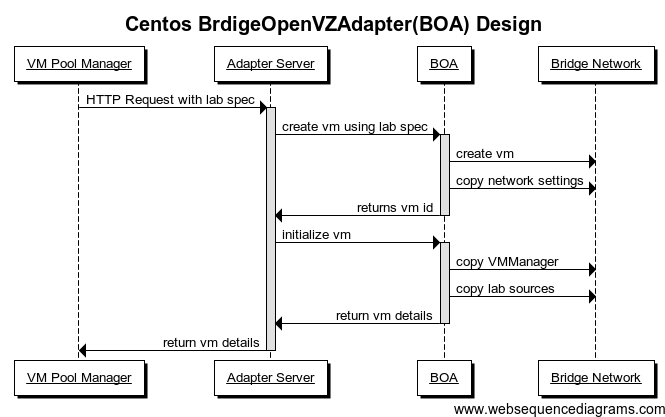 Centos BrdigeOpenVZAdapter(BOA) Design
VM Pool Manager
Adapter Server
BOA
Bridge Network
HTTP Request with lab spec
create vm using lab spec
create vm
copy network settings
returns vm id
initialize vm
copy VMManager
copy lab sources
return vm details
return vm details
VM Pool Manager
Adapter Server
BOA
Bridge Network
www.websequencediagrams.com